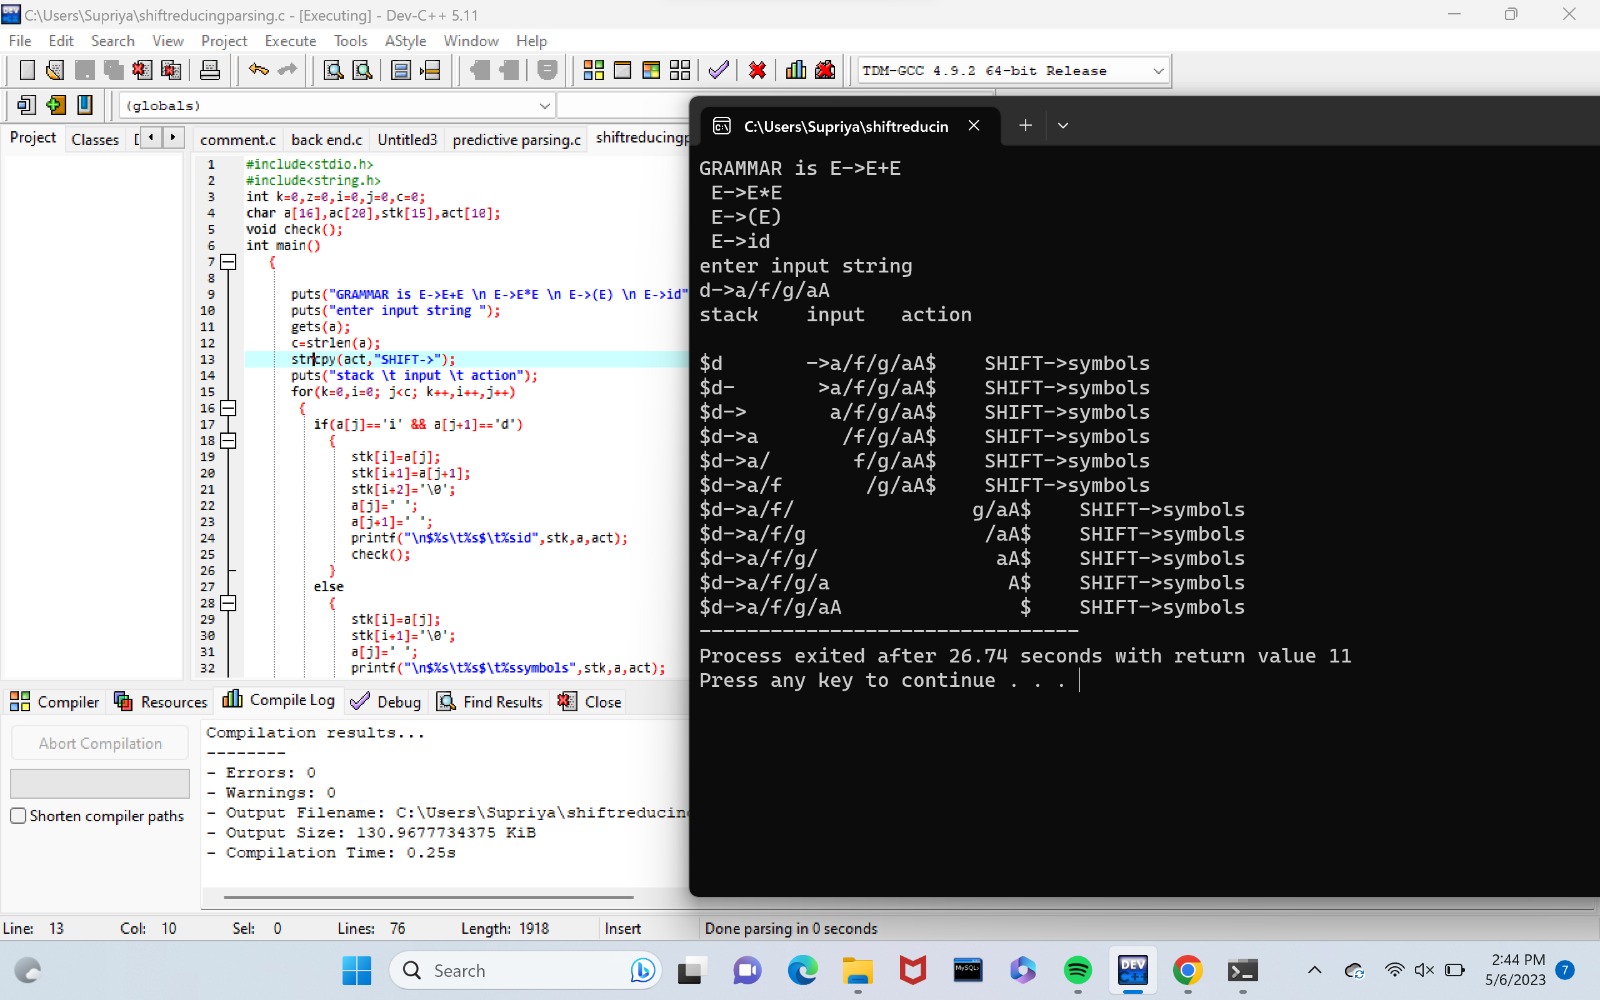 C:\Users\Supriya\shiftreducingparsing.c - [Executing] - Dev-C++ 5.11
File Edit Search View Project Execute Tools AStyle Window Help
TDM-GCC 4.9.2 64-bit Release
(globals)
Project Classes [
comment.c back end.c Untitled3 predictive parsing.c shiftreducingp
1 #include<stdio.h>
2 #include<string.h>
3 int k=0,z=0,i=0,j=0,c=0;
4 char a[16],ac[20],stk[15],act[10];
5 void check();
6 int main()
7 {
8
9 puts("GRAMMAR is E->E+E \n E->E*E \n E->(E) \n E->id"
10 puts("enter input string ");
11 gets(a);
12 c=strlen(a);
13 strcpy(act,"SHIFT->");
14 puts("stack \t input \t action");
15 for(k=0,i=0; j<c; k++,i++,j++)
16 {
17 if(a[j]=='i' && a[j+1]=='d')
18 {
19 stk[i]=a[j];
20 stk[i+1]=a[j+1];
21 stk[i+2]='\0';
22 a[j]=' ';
23 a[j+1]=' ';
24 printf("\n$%s\t%s$\t%sid",stk,a,act);
25 check();
26 }
27 else
28 {
29 stk[i]=a[j];
30 stk[i+1]='\0';
31 a[j]=' ';
32 printf("\n$%s\t%s$\t%ssymbols",stk,a,act);
C:\Users\Supriya\shiftreducin
GRAMMAR is E->E+E
E->E*E
E->(E)
E->id
enter input string
d->a/f/g/aA
stack input action
$d ->a/f/g/aA$ SHIFT->symbols
$d- >a/f/g/aA$ SHIFT->symbols
$d-> a/f/g/aA$ SHIFT->symbols
$d->a /f/g/aA$ SHIFT->symbols
$d->a/ f/g/aA$ SHIFT->symbols
$d->a/f /g/aA$ SHIFT->symbols
$d->a/f/ g/aA$ SHIFT->symbols
$d->a/f/g /aA$ SHIFT->symbols
$d->a/f/g/ aA$ SHIFT->symbols
$d->a/f/g/a A$ SHIFT->symbols
$d->a/f/g/aA $ SHIFT->symbols
--------------------------------
Process exited after 26.74 seconds with return value 11
Press any key to continue . . .
Compiler Resources Compile Log Debug Find Results Close
Abort Compilation
Shorten compiler paths
Compilation results...
--------
- Errors: 0
- Warnings: 0
- Output Filename: C:\Users\Supriya\shiftreducin
- Output Size: 130.9677734375 KiB
- Compilation Time: 0.25s
Line: 13 Col: 10 Sel: 0 Lines: 76 Length: 1918 Insert Done parsing in 0 seconds
Search
MySQL
DEV
2:44 PM
5/6/2023
7